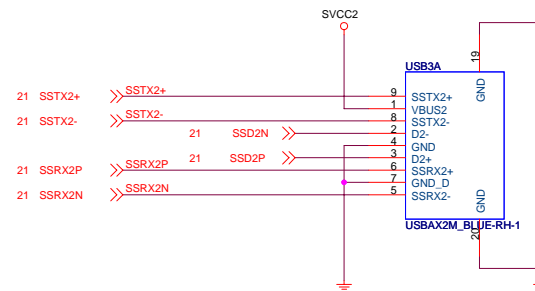 SVCC2
USB3A
19
GND
21 SSTX2+ SSTX2+ 9 SSTX2+
1 VBUS2
21 SSTX2- SSTX2- 8 SSTX2-
21 SSD2N 2 D2-
4 GND
21 SSD2P 3 D2+
21 SSRX2P SSRX2P 6 SSRX2+
7 GND_D
21 SSRX2N SSRX2N 5 SSRX2-
GND
20
USBAX2M_BLUE-RH-1